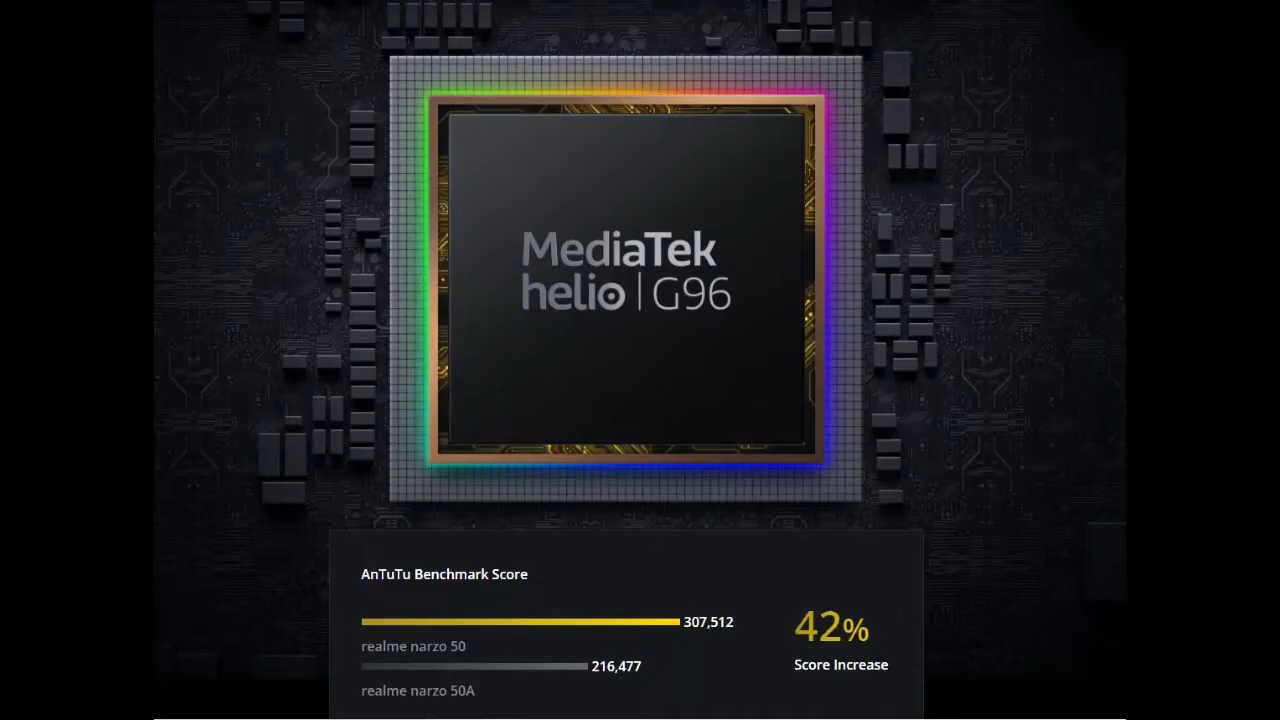 MediaTek
helio | G96
AnTuTu Benchmark Score
307,512
realme narzo 50
216,477
realme narzo 50A
42%
Score Increase